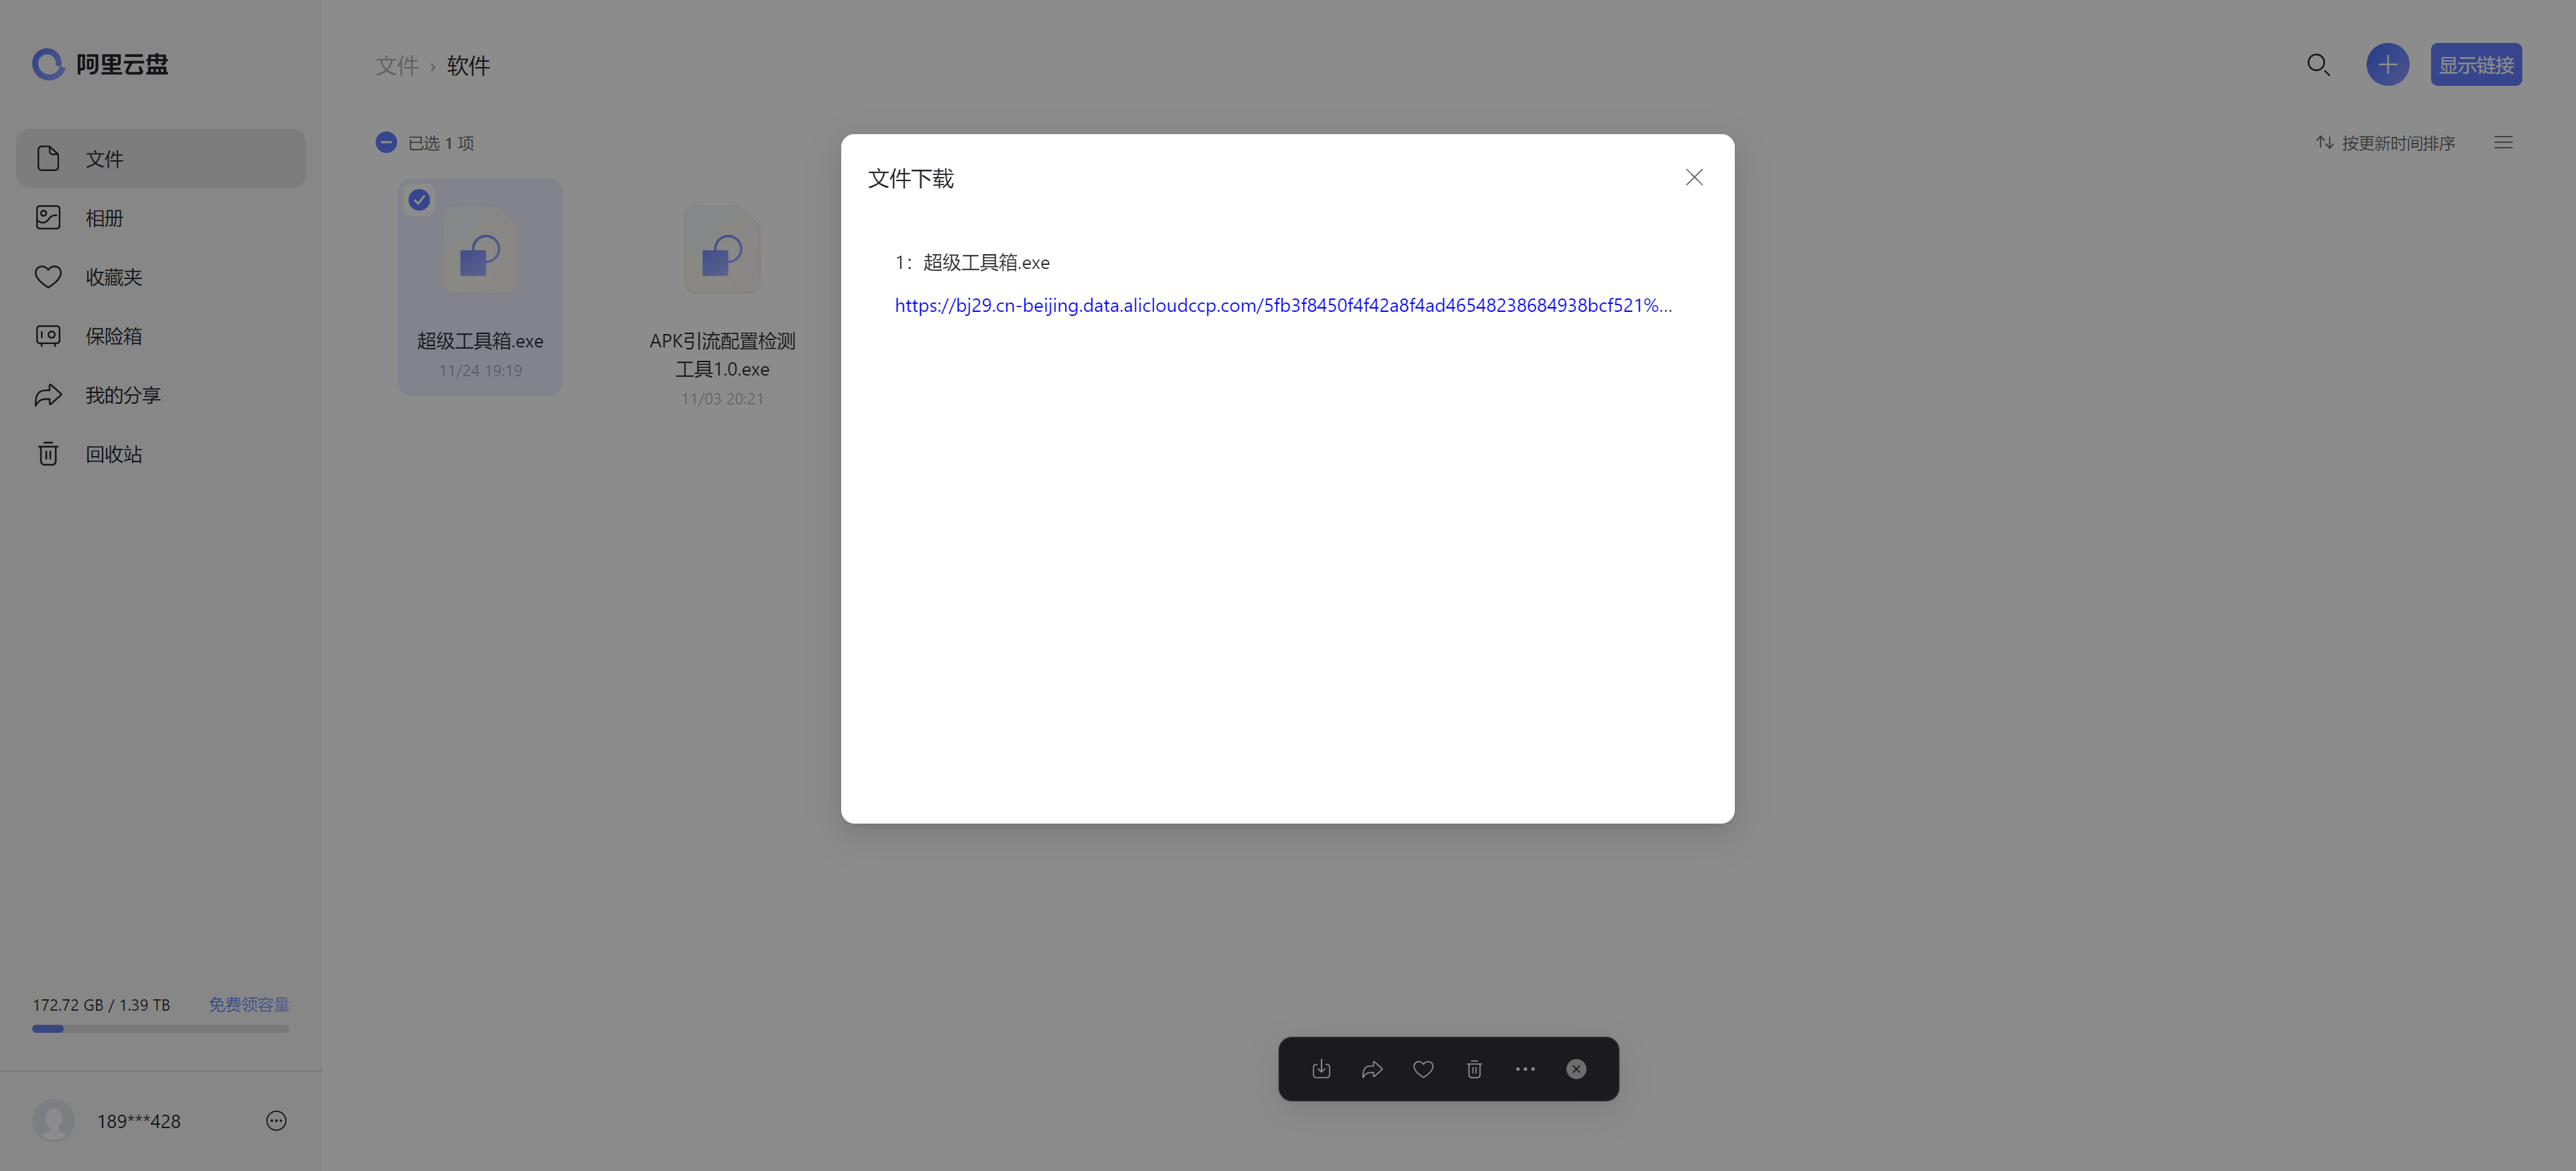 阿里云盘
文件
相册
收藏夹
保险箱
我的分享
回收站
172.72 GB / 1.39 TB 免费领容量
189***428
文件 › 软件
显示链接
已选 1 项
按更新时间排序
超级工具箱.exe
11/24 19:19
APK引流配置检测
工具1.0.exe
11/03 20:21
文件下载
1：超级工具箱.exe
https://bj29.cn-beijing.data.alicloudccp.com/5fb3f8450f4f42a8f4ad46548238684938bcf521%...